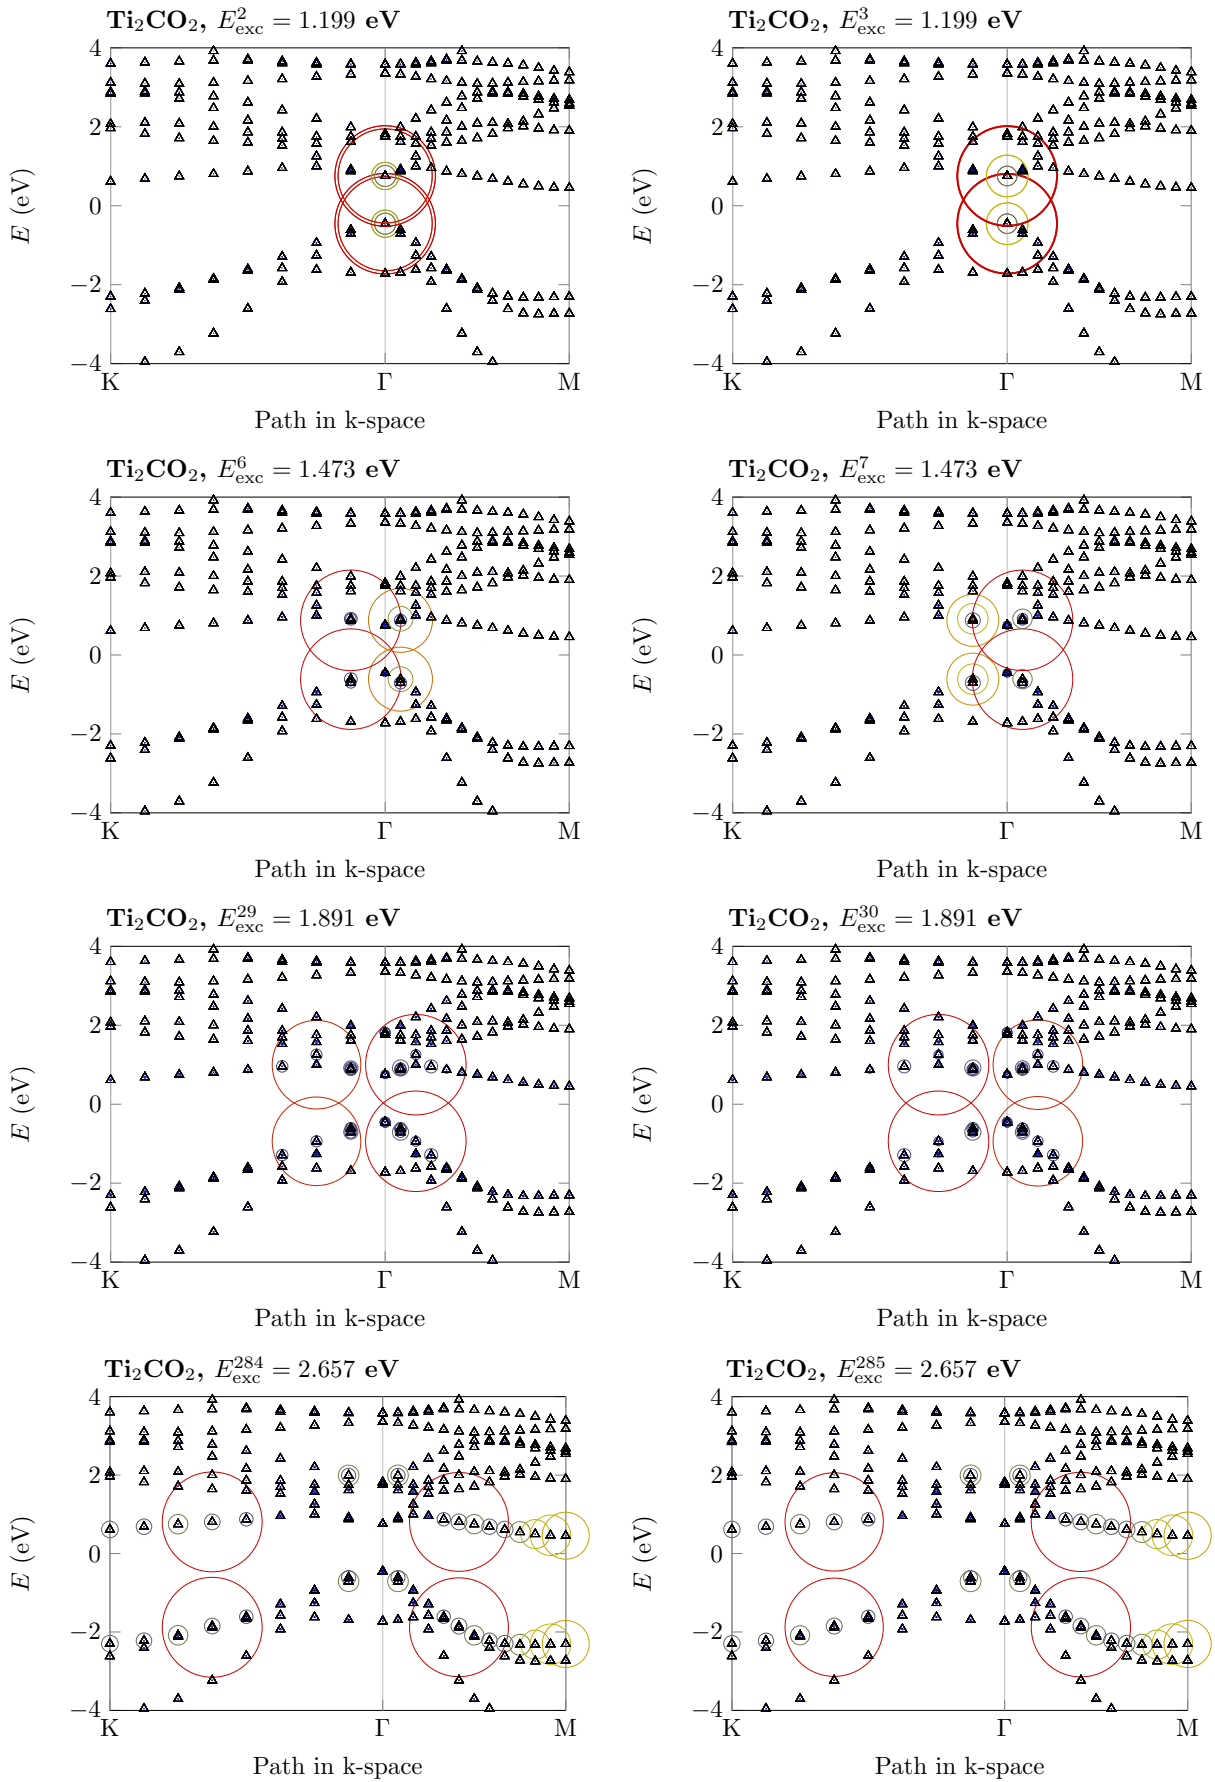 Ti₂CO₂, E²exc = 1.199 eV
4
2
0
−2
−4
E (eV)
K Γ M
Path in k-space
Ti₂CO₂, E³exc = 1.199 eV
4
2
0
−2
−4
E (eV)
K Γ M
Path in k-space
Ti₂CO₂, E⁶exc = 1.473 eV
4
2
0
−2
−4
E (eV)
K Γ M
Path in k-space
Ti₂CO₂, E⁷exc = 1.473 eV
4
2
0
−2
−4
E (eV)
K Γ M
Path in k-space
Ti₂CO₂, E²⁹exc = 1.891 eV
4
2
0
−2
−4
E (eV)
K Γ M
Path in k-space
Ti₂CO₂, E³⁰exc = 1.891 eV
4
2
0
−2
−4
E (eV)
K Γ M
Path in k-space
Ti₂CO₂, E²⁸⁴exc = 2.657 eV
4
2
0
−2
−4
E (eV)
K Γ M
Path in k-space
Ti₂CO₂, E²⁸⁵exc = 2.657 eV
4
2
0
−2
−4
E (eV)
K Γ M
Path in k-space